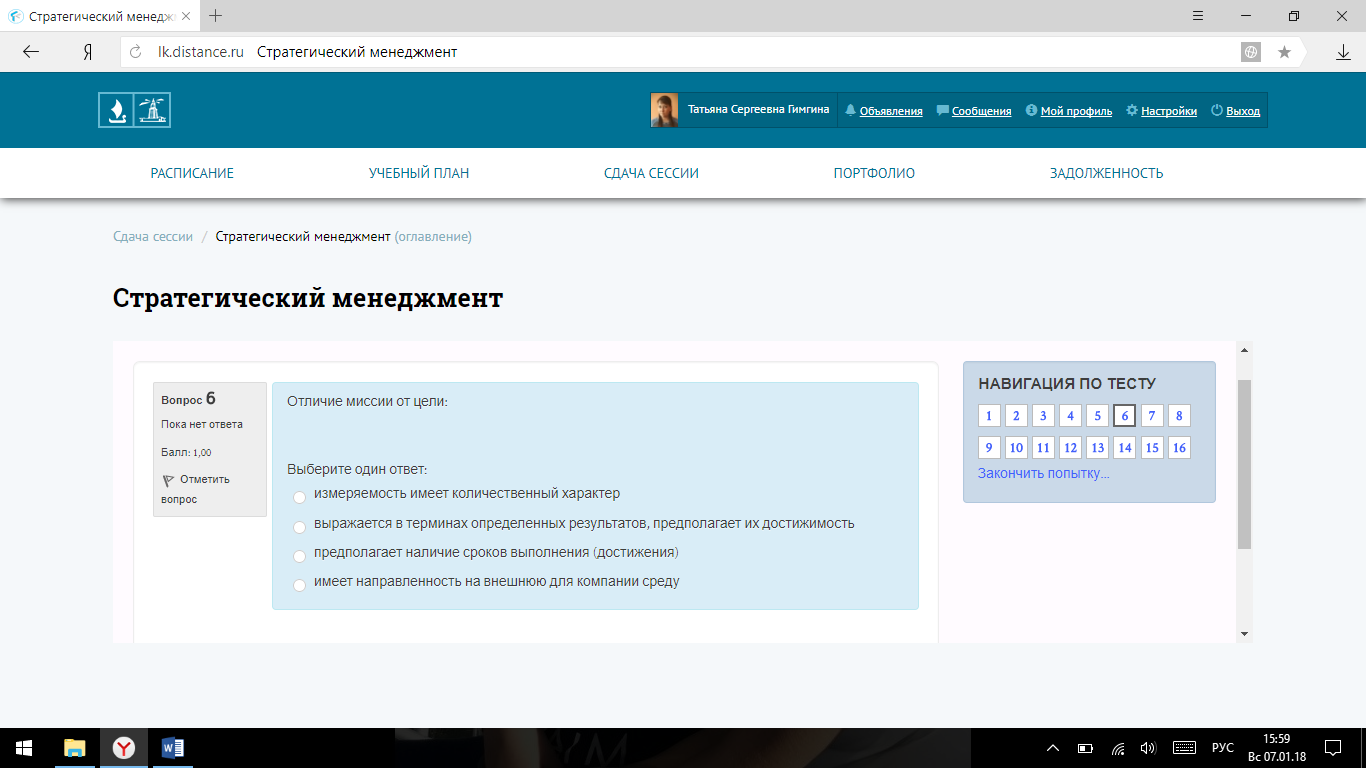 Стратегический менеджм
lk.distance.ru Стратегический менеджмент
Татьяна Сергеевна Гимгина
Объявления
Сообщения
Мой профиль
Настройки
Выход
РАСПИСАНИЕ
УЧЕБНЫЙ ПЛАН
СДАЧА СЕССИИ
ПОРТФОЛИО
ЗАДОЛЖЕННОСТЬ
Сдача сессии / Стратегический менеджмент (оглавление)
Стратегический менеджмент
Вопрос 6
Пока нет ответа
Балл: 1,00
Отметить
вопрос
Отличие миссии от цели:
Выберите один ответ:
измеряемость имеет количественный характер
выражается в терминах определенных результатов, предполагает их достижимость
предполагает наличие сроков выполнения (достижения)
имеет направленность на внешнюю для компании среду
НАВИГАЦИЯ ПО ТЕСТУ
1 2 3 4 5 6 7 8
9 10 11 12 13 14 15 16
Закончить попытку...
РУС
15:59
Вс 07.01.18